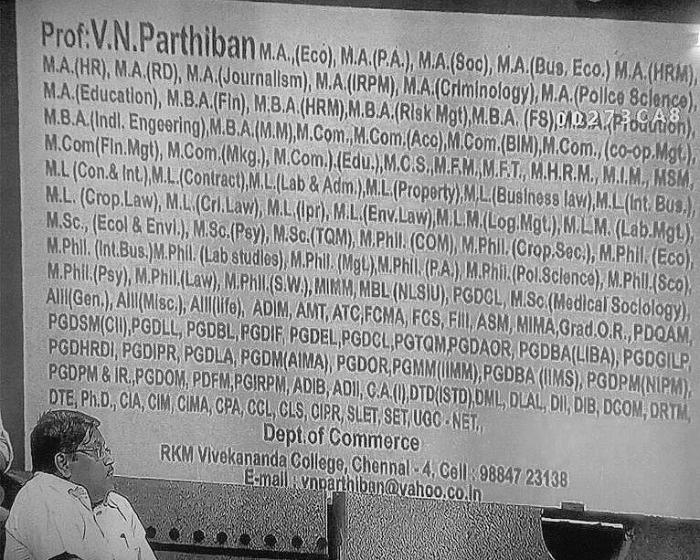 Prof:V.N.Parthiban M.A.,(Eco), M.A.(P.A.), M.A.(Soc), M.A.(Bus, Eco.) M.A.(HRM)
M.A.(HR), M.A.(RD), M.A.(Journalism), M.A.(IRPM), M.A.(Criminology), M.A.(Police Science)
M.A.(Education), M.B.A.(Fin), M.B.A.(HRM),M.B.A.(Risk Mgt),M.B.A. (FS),
0D273CA8
M.B.A.(Indl. Engeering),M.B.A.(M.M)M.Com., M.Com.(Acc),M.Com.(BIM),M.Com., (co-op.Mgt.),
M.Com(Fin.Mgt), M.Com.(Mkg.), M.Com.).(Edu.),M.C.S.,M.F.M.,M.F.T., M.H.R.M., M.I.M., MSM,
M.L (Con.& Int.),M.L.(Contract),M.L.(Lab & Adm.),M.L.(Property),M.L.(Business law),M.L.(Int. Bus.,)
M.L. (Crop.Law), M.L.(Cri.Law), M.L.(Ipr), M.L.(Env.Law),M.L.M.(Log.Mgt.), M.L.M. (Lab.Mgt.),
M.Sc., (Ecol & Envi.), M.Sc.(Psy), M.Sc.(TQM), M.Phil. (COM), M.Phil. (Crop.Sec.), M.Phil. (Eco),
M.Phil. (Int.Bus.)M.Phil. (Lab studies), M.Phil. (Mgt.),M.Phil. (P.A.), M.Phil.(Pol.Science), M.Phil.(Sco),
M.Phil.(Psy), M.Phil.(Law), M.Phil.(S.W.), MIMM, MBL (NLSIU), PGDCL, M.Sc.(Medical Sociology),
AIII(Gen.), AIII(Misc.), AIII(life), ADIM, AMT, ATC,FCMA, FCS, FIII, ASM, MIMA,Grad.O.R., PDQAM,
PGDSM(CII),PGDLL, PGDBL, PGDIF, PGDEL,PGDCL,PGTQM,PGDAOR, PGDBA(LIBA), PGDGILP,
PGDHRDI, PGDIPR, PGDLA, PGDM(AIMA), PGDOR,PGMM(IIMM),PGDBA (IIMS), PGDPM(NIPM),
PGDPM & IR.,PGDOM, PDFM,PGIRPM, ADIB, ADII, C.A.(I),DTD(ISTD),DML, DLAL, DII, DIB, DCOM, DRTM,
DTE, Ph.D., CIA, CIM, CIMA, CPA, CCL, CLS, CIPR, SLET, SET, UGC - NET,,
Dept.of Commerce
RKM Vivekananda College, Chennai - 4, Cell : 98847 23138
E-mail : vnparthiban@yahoo.co.in